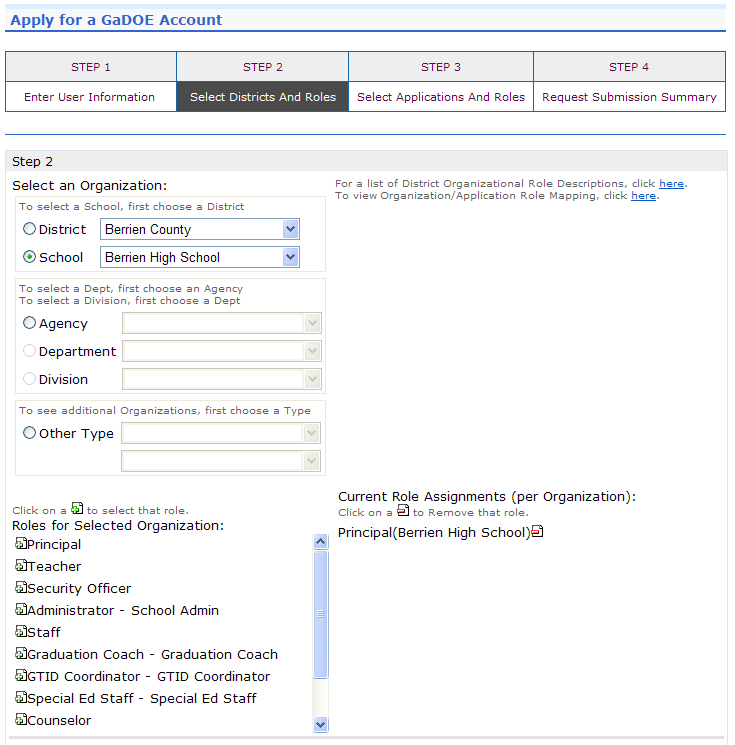 Apply for a GaDOE Account
STEP 1 STEP 2 STEP 3 STEP 4
Enter User Information Select Districts And Roles Select Applications And Roles Request Submission Summary
Step 2
Select an Organization:
To select a School, first choose a District
District Berrien County
School Berrien High School
To select a Dept, first choose an Agency
To select a Division, first choose a Dept
Agency
Department
Division
To see additional Organizations, first choose a Type
Other Type
For a list of District Organizational Role Descriptions, click here.
To view Organization/Application Role Mapping, click here.
Click on a to select that role.
Roles for Selected Organization:
Principal
Teacher
Security Officer
Administrator - School Admin
Staff
Graduation Coach - Graduation Coach
GTID Coordinator - GTID Coordinator
Special Ed Staff - Special Ed Staff
Counselor
Current Role Assignments (per Organization):
Click on a to Remove that role.
Principal(Berrien High School)